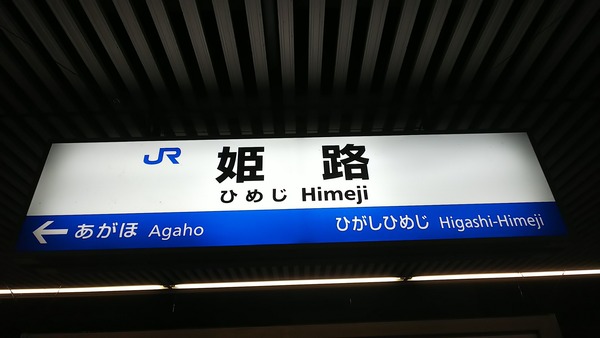 JR 姫路
ひめじ Himeji
← あがほ Agaho ひがしひめじ Higashi-Himeji